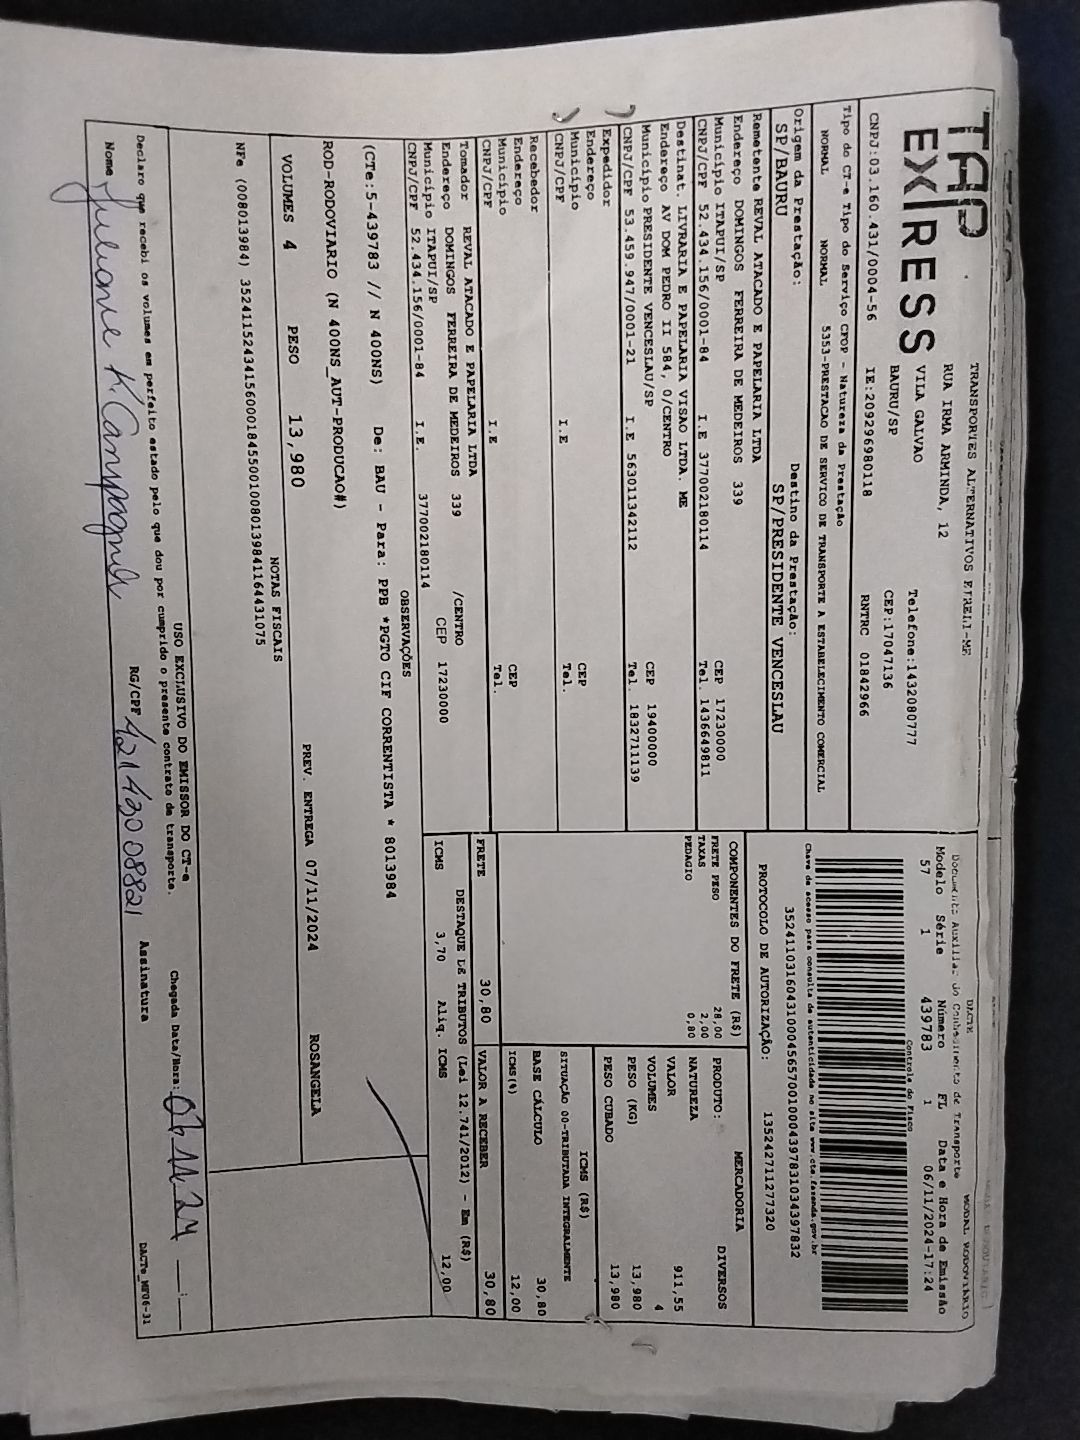 TAP
EX/RESS
TRANSPORTES ALTERNATIVOS EIRELI-ME
RUA IRMA ARMINDA, 12
VILA GALVAO
BAURU/SP
Telefone:1432080777
CEP:17047136
CNPJ:03.160.431/0004-56 IE:209296980118 RNTRC 01842966
DACTE MODAL RODOVIARIO
Documento Auxiliar do Conhecimento de Transporte
Modelo Série Número FL Data e Hora de Emissão
57 1 439783 1 06/11/2024-17:24
Controle do Fisco
Chave de acesso para consulta de autenticidade no site www.cte.fazenda.gov.br
PROTOCOLO DE AUTORIZAÇÃO: 135242711277320
Tipo do CT-e Tipo do Serviço CFOP - Natureza da Prestação
NORMAL NORMAL 5353-PRESTACAO DE SERVICO DE TRANSPORTE A ESTABELECIMENTO COMERCIAL
Origem da Prestação: Destino da Prestação:
SP/BAURU SP/PRESIDENTE VENCESLAU
Remetente REVAL ATACADO E PAPELARIA LTDA
Endereço DOMINGOS FERREIRA DE MEDEIROS 339
Município ITAPUI/SP CEP 17230000
CNPJ/CPF 52.434.156/0001-84 I.E 377002180114 Tel. 1436649811
Destinat. LIVRARIA E PAPELARIA VISAO LTDA. ME
Endereço AV DOM PEDRO II 584, 0/CENTRO
Município PRESIDENTE VENCESLAU/SP CEP 19400000
CNPJ/CPF 53.459.947/0001-21 I.E 563011342112 Tel. 1832711139
Expedidor
Endereço
Município CEP
CNPJ/CPF I.E Tel.
Recebedor
Endereço
Município CEP
CNPJ/CPF I.E Tel.
Tomador REVAL ATACADO E PAPELARIA LTDA
Endereço DOMINGOS FERREIRA DE MEDEIROS 339 /CENTRO
Município ITAPUI/SP CEP 17230000
CNPJ/CPF 52.434.156/0001-84 I.E. 377002180114
COMPONENTES DO FRETE (R$)
FRETE PESO 28,00
TAXAS 2,00
PEDAGIO 0,80
FRETE 30,80
MERCADORIA
PRODUTO: DIVERSOS
NATUREZA
VALOR 911,55
VOLUMES 4
PESO (KG) 13,980
PESO CUBADO 13,980
ICMS (R$)
SITUAÇÃO 00-TRIBUTADA INTEGRALMENTE
BASE CÁLCULO 30,80
ICMS(%) 12,00
VALOR A RECEBER 30,80
DESTAQUE DE TRIBUTOS (Lei 12.741/2012) - Em (R$)
ICMS 3,70 Aliq. ICMS 12,00
OBSERVAÇÕES
(CTe:5-439783 // N 400NS) De: BAU - Para: PPB *PGTO CIF CORRENTISTA * 8013984
ROD-RODOVIARIO (N 400NS_AUT-PRODUCAO#)
VOLUMES 4 PESO 13,980 PREV. ENTREGA 07/11/2024 ROSANGELA
NOTAS FISCAIS
USO EXCLUSIVO DO EMISSOR DO CT-e
Declaro que recebi os volumes em perfeito estado pelo que dou por cumprido o presente contrato de transporte.
Chegada Data/Hora: 07 11 24 __:__
Nome Juliane K. RG/CPF Assinatura
DACTe_MF06-31